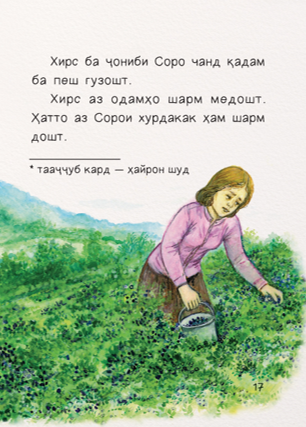 Хирс ба ҷониби Соро чанд қадам
ба пеш гузошт.
Хирс аз одамҳо шарм медошт.
Ҳатто аз Сорои хурдакак ҳам шарм
дошт.
* тааҷҷуб кард — ҳайрон шуд
17